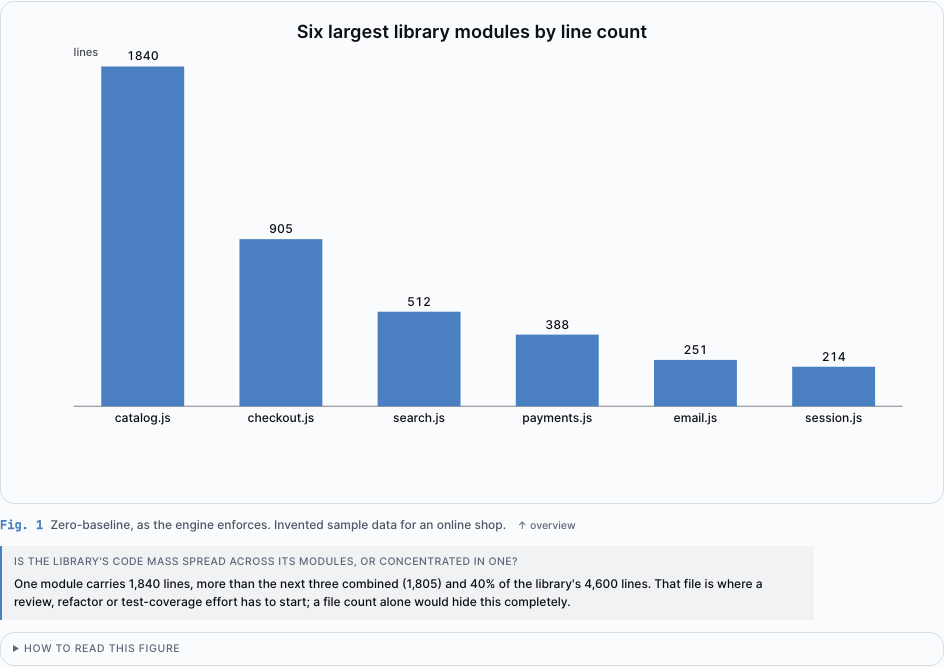 Six largest library modules by line count
lines
1840
905
512
388
251
214
catalog.js
checkout.js
search.js
payments.js
email.js
session.js
Fig. 1 Zero-baseline, as the engine enforces. Invented sample data for an online shop. ↑ overview
IS THE LIBRARY'S CODE MASS SPREAD ACROSS ITS MODULES, OR CONCENTRATED IN ONE?
One module carries 1,840 lines, more than the next three combined (1,805) and 40% of the library's 4,600 lines. That file is where a
review, refactor or test-coverage effort has to start; a file count alone would hide this completely.
▶ HOW TO READ THIS FIGURE